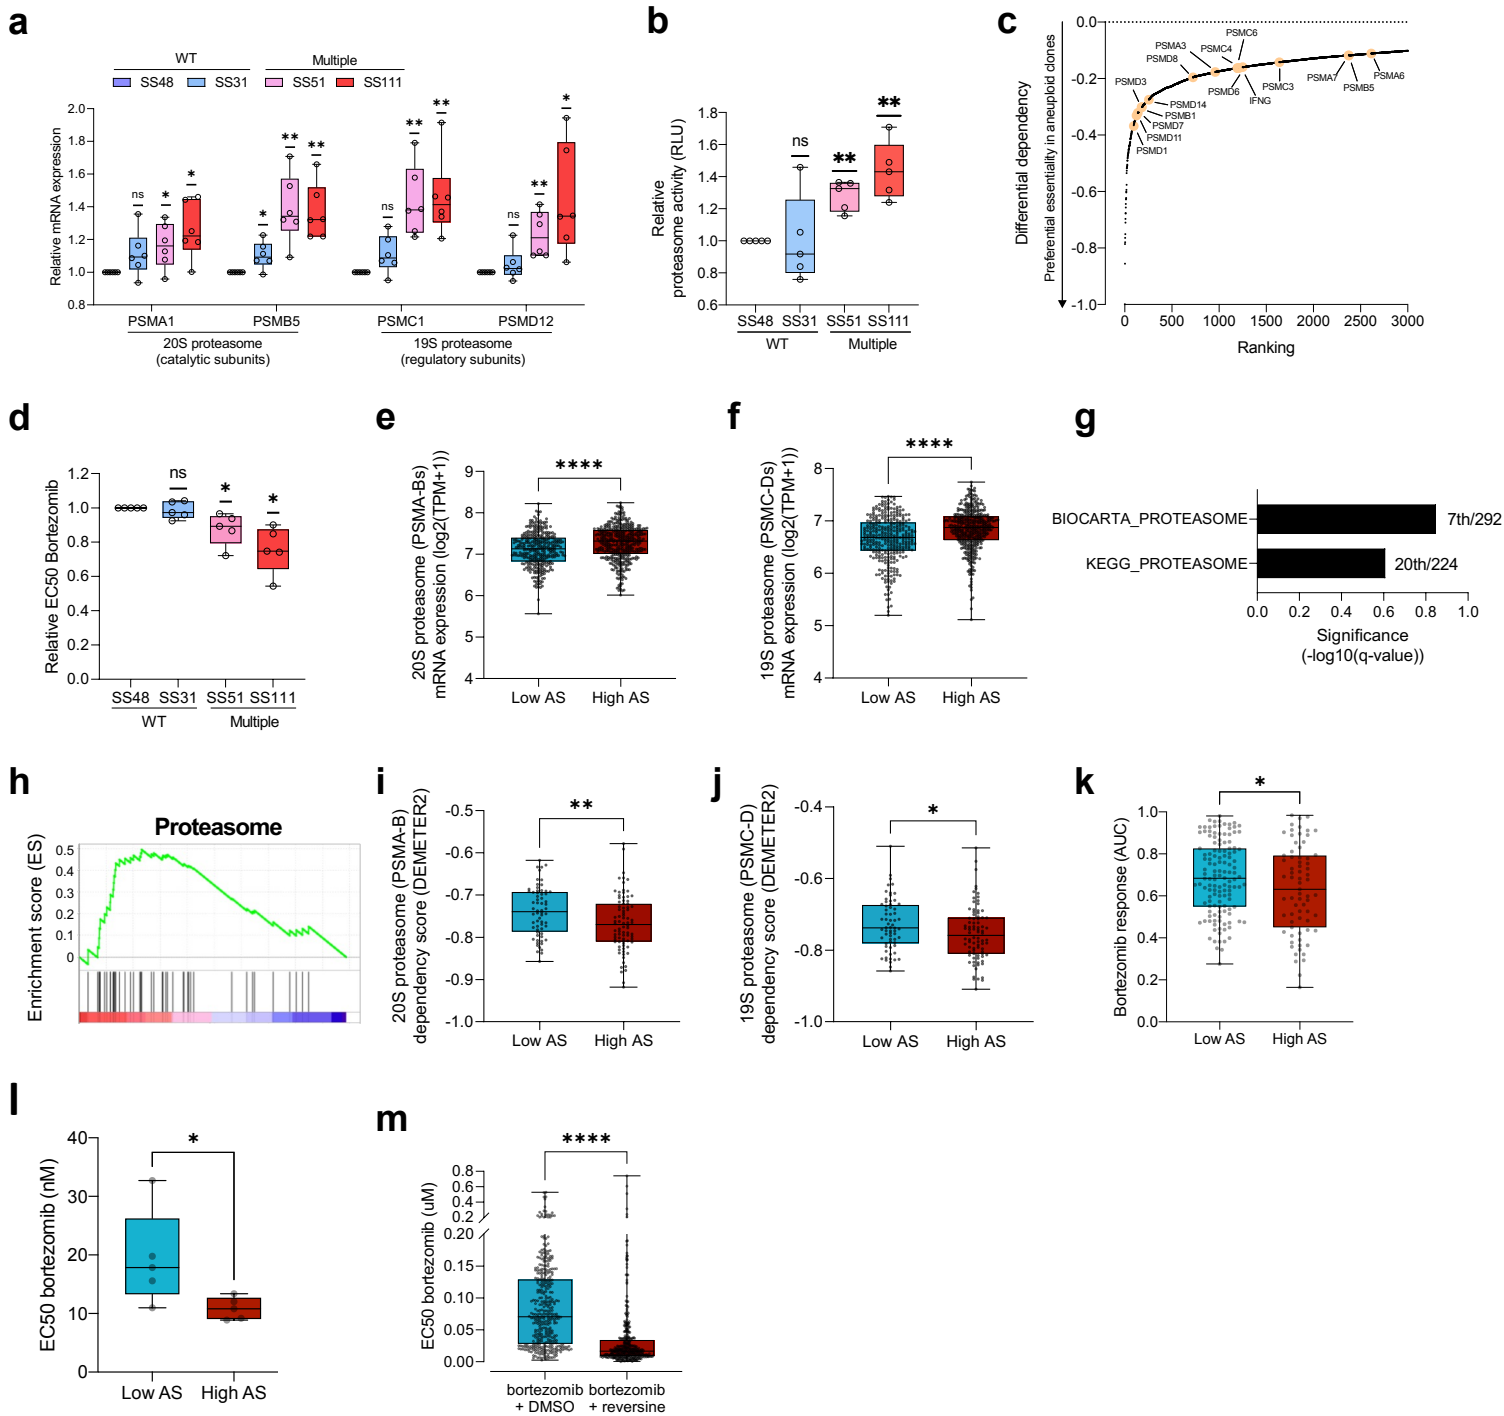 a
WT
Multiple
SS48 SS31 SS51 SS111
Relative mRNA expression
2.0
1.8
1.6
1.4
1.2
1.0
0.8
ns * *
* ** **
ns ** **
ns ** *
PSMA1 PSMB5 PSMC1 PSMD12
20S proteasome
(catalytic subunits)
19S proteasome
(regulatory subunits)
b
Relative
proteasome activity (RLU)
1.8
1.6
1.4
1.2
1.0
0.8
0.6
ns ** **
SS48 SS31 SS51 SS111
WT Multiple
c
Differential dependency
Preferential essentiality in aneuploid clones
0.0
-0.2
-0.4
-0.6
-0.8
-1.0
PSMC6
PSMC4
PSMA3
PSMD8
PSMD3
PSMD14
PSMB1
PSMD7
PSMD11
PSMD1
PSMD6
IFNG
PSMC3
PSMA7
PSMB5
PSMA6
0 500 1000 1500 2000 2500 3000
Ranking
d
Relative EC50 Bortezomib
1.2
1.0
0.8
0.6
0.4
0.2
0.0
ns * *
SS48 SS31 SS51 SS111
WT Multiple
e
20S proteasome (PSMA-Bs)
mRNA expression (log2(TPM+1))
9
8
7
6
5
4
****
Low AS High AS
f
19S proteasome (PSMC-Ds)
mRNA expression (log2(TPM+1))
8
7
6
5
4
****
Low AS High AS
g
BIOCARTA_PROTEASOME 7th/292
KEGG_PROTEASOME 20th/224
0.0 0.2 0.4 0.6 0.8 1.0
Significance
(-log10(q-value))
h
Proteasome
Enrichment score (ES)
0.5
0.4
0.3
0.2
0.1
0
i
20S proteasome (PSMA-B)
dependency score (DEMETER2)
-0.5
-0.6
-0.7
-0.8
-0.9
-1.0
**
Low AS High AS
j
19S proteasome (PSMC-D)
dependency score (DEMETER2)
-0.4
-0.6
-0.8
-1.0
*
Low AS High AS
k
Bortezomib response (AUC)
1.0
0.8
0.6
0.4
0.2
0.0
*
Low AS High AS
l
EC50 bortezomib (nM)
40
30
20
10
0
*
Low AS High AS
m
EC50 bortezomib (uM)
0.8
0.6
0.4
0.2
0.20
0.15
0.10
0.05
0.00
****
bortezomib bortezomib
+ DMSO + reversine